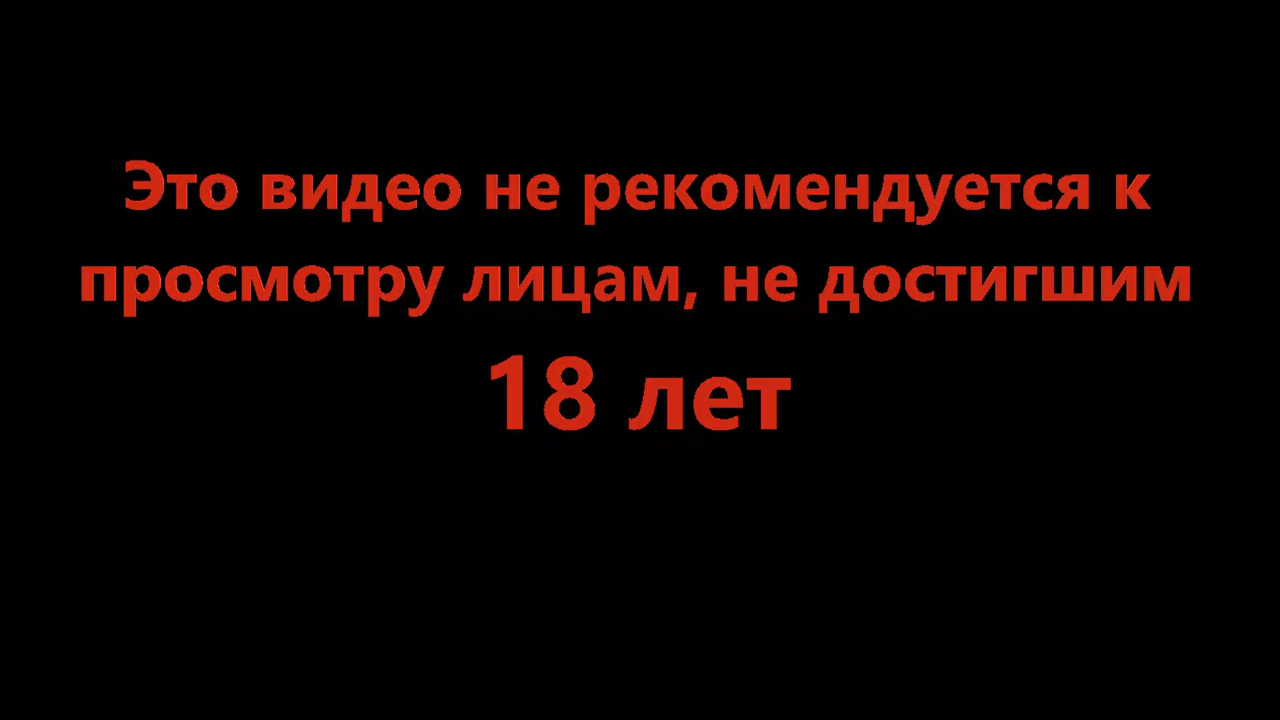 Это видео не рекомендуется к
просмотру лицам, не достигшим
18 лет